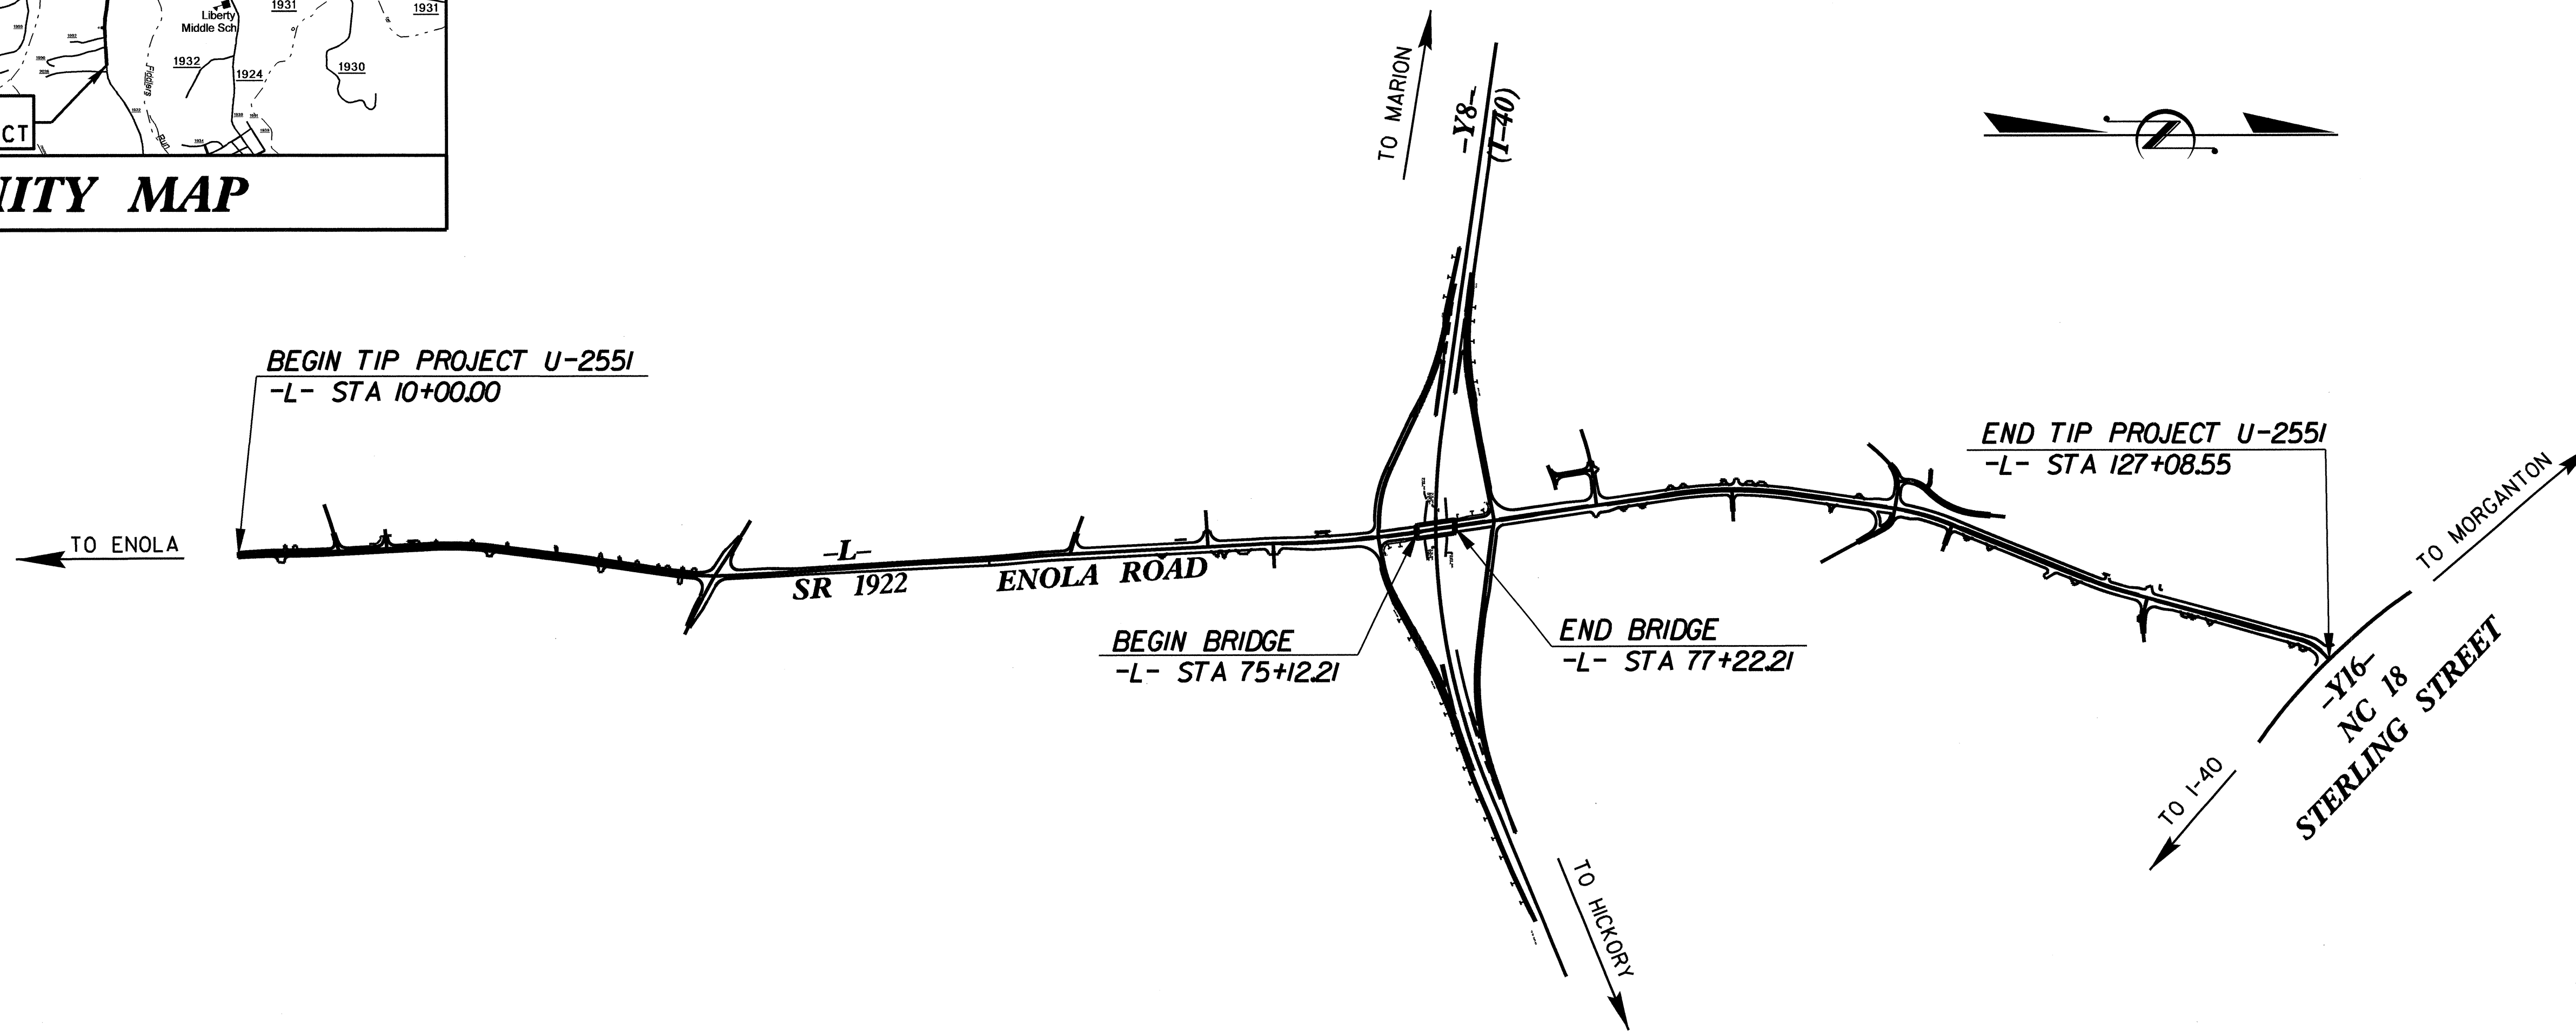 1931
1931
Liberty
Middle Sch
1932
1924
1930
Fiddlers
Run
CT
NITY MAP
TO MARION
-Y8-
(I-40)
BEGIN TIP PROJECT U-2551
-L- STA 10+00.00
END TIP PROJECT U-2551
-L- STA 127+08.55
TO MORGANTON
TO ENOLA
-L-
SR 1922 ENOLA ROAD
BEGIN BRIDGE
-L- STA 75+12.21
END BRIDGE
-L- STA 77+22.21
-Y16-
NC 18
STERLING STREET
TO I-40
TO HICKORY